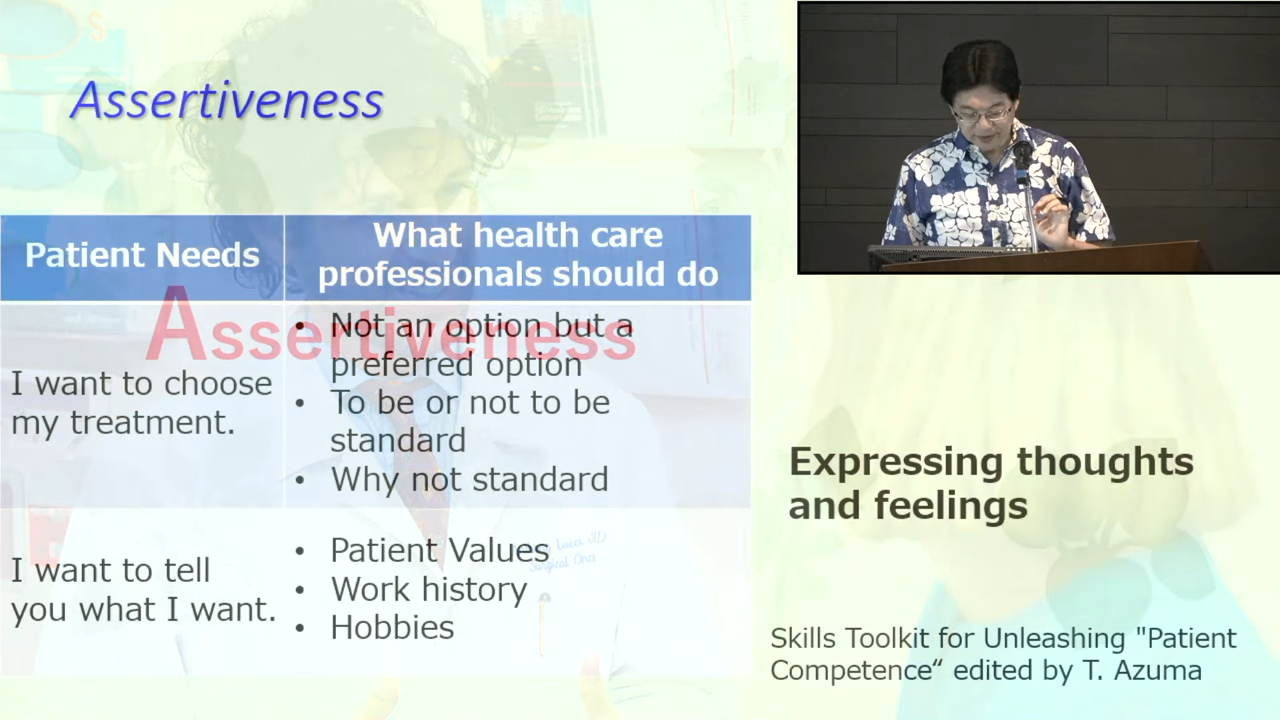 Assertiveness
Patient Needs
What health care
professionals should do
Assertiveness
I want to choose
my treatment.
• Not an option but a
preferred option
• To be or not to be
standard
• Why not standard
I want to tell
you what I want.
• Patient Values
• Work history
• Hobbies
Expressing thoughts
and feelings
Skills Toolkit for Unleashing "Patient
Competence“ edited by T. Azuma